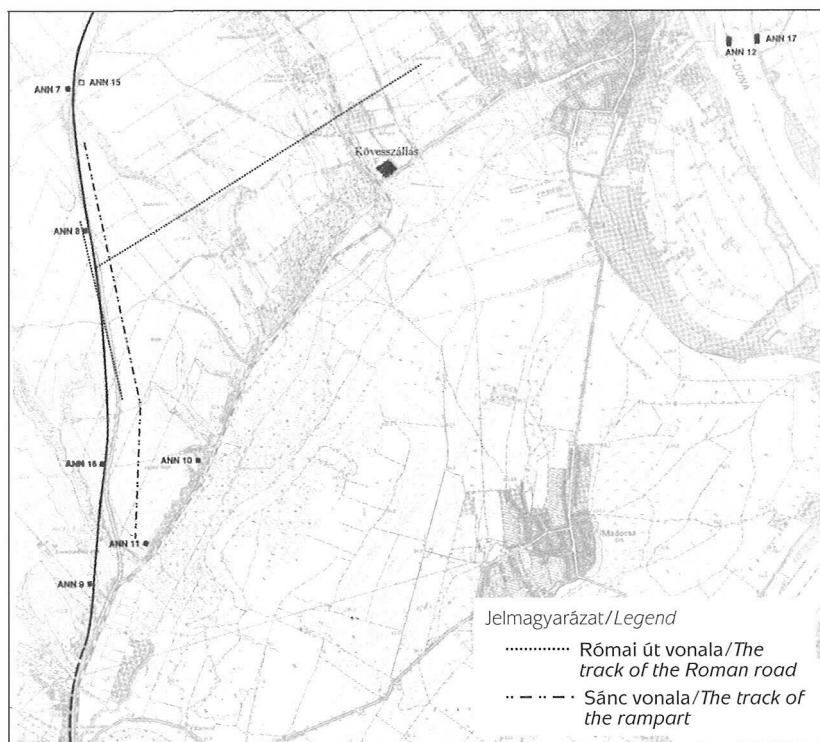 ANN 12
ANN 17
DUNA
ANN 7
ANN 15
Kövesszállás
ANN 8
ANN 16
ANN 10
ANN 11
ANN 9
Madocsa
Jelmagyarázat/Legend
Római út vonala/The
track of the Roman road
Sánc vonala/The track of
the rampart